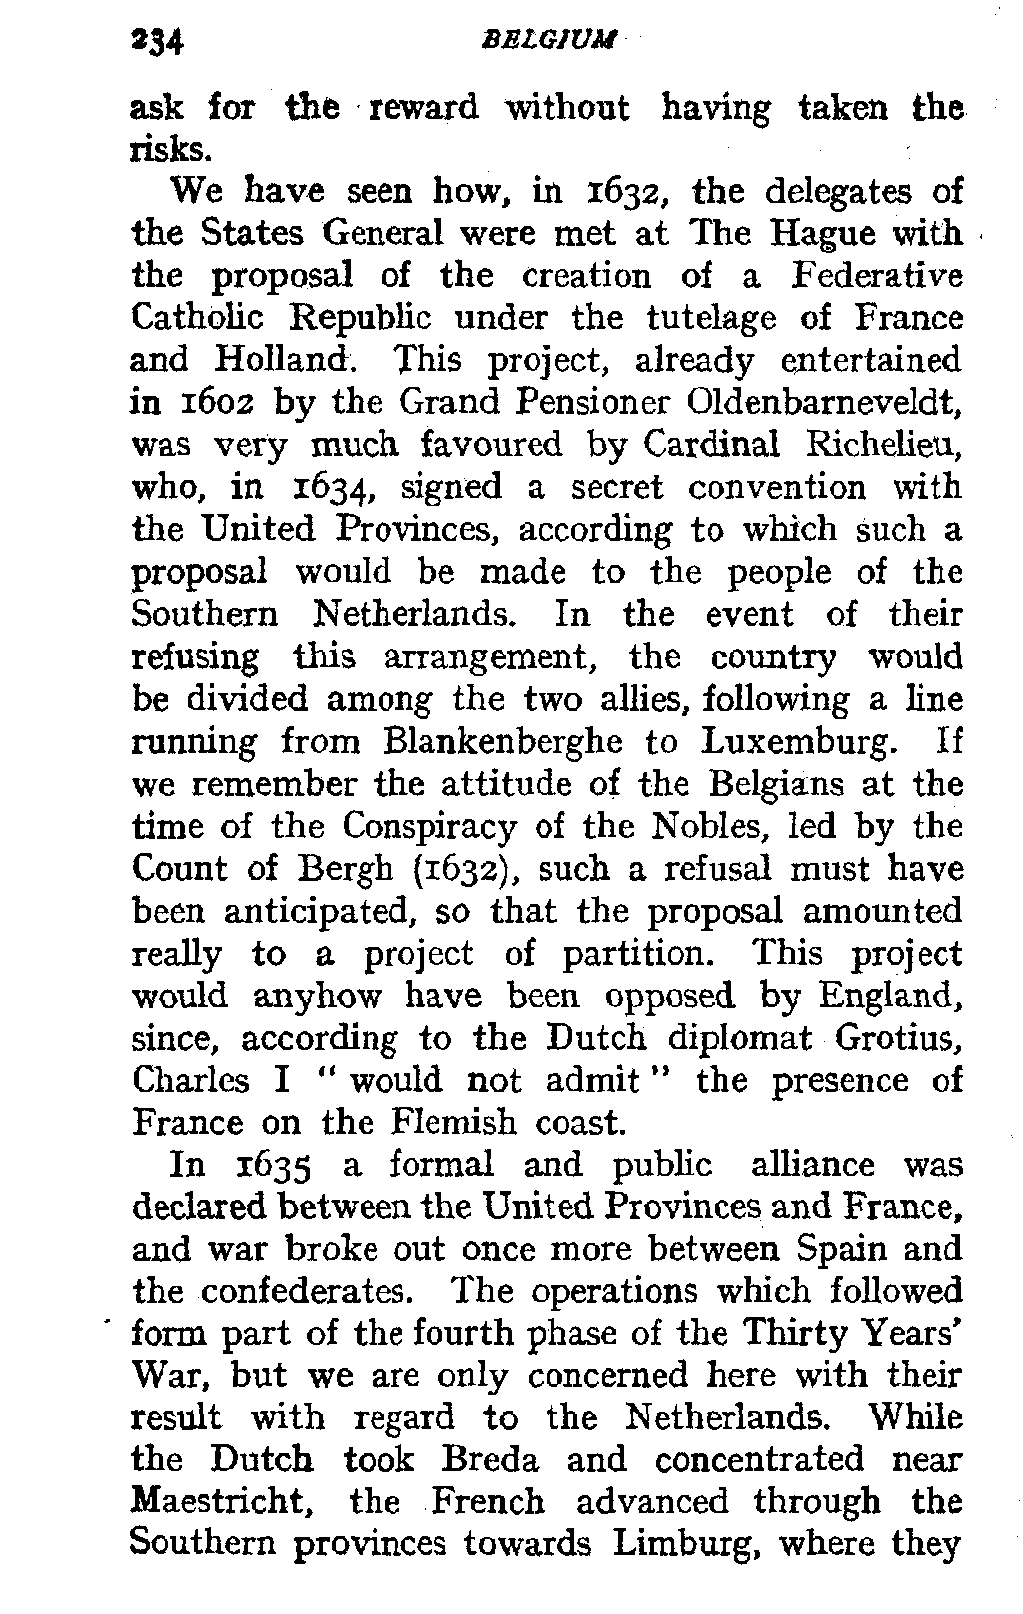 234 BELGIUM
ask for the reward without having taken the
risks.
We have seen how, in 1632, the delegates of
the States General were met at The Hague with
the proposal of the creation of a Federative
Catholic Republic under the tutelage of France
and Holland. This project, already entertained
in 1602 by the Grand Pensioner Oldenbarneveldt,
was very much favoured by Cardinal Richelieu,
who, in 1634, signed a secret convention with
the United Provinces, according to which such a
proposal would be made to the people of the
Southern Netherlands. In the event of their
refusing this arrangement, the country would
be divided among the two allies, following a line
running from Blankenberghe to Luxemburg. If
we remember the attitude of the Belgians at the
time of the Conspiracy of the Nobles, led by the
Count of Bergh (1632), such a refusal must have
been anticipated, so that the proposal amounted
really to a project of partition. This project
would anyhow have been opposed by England,
since, according to the Dutch diplomat Grotius,
Charles I " would not admit " the presence of
France on the Flemish coast.
In 1635 a formal and public alliance was
declared between the United Provinces and France,
and war broke out once more between Spain and
the confederates. The operations which followed
form part of the fourth phase of the Thirty Years'
War, but we are only concerned here with their
result with regard to the Netherlands. While
the Dutch took Breda and concentrated near
Maestricht, the French advanced through the
Southern provinces towards Limburg, where they